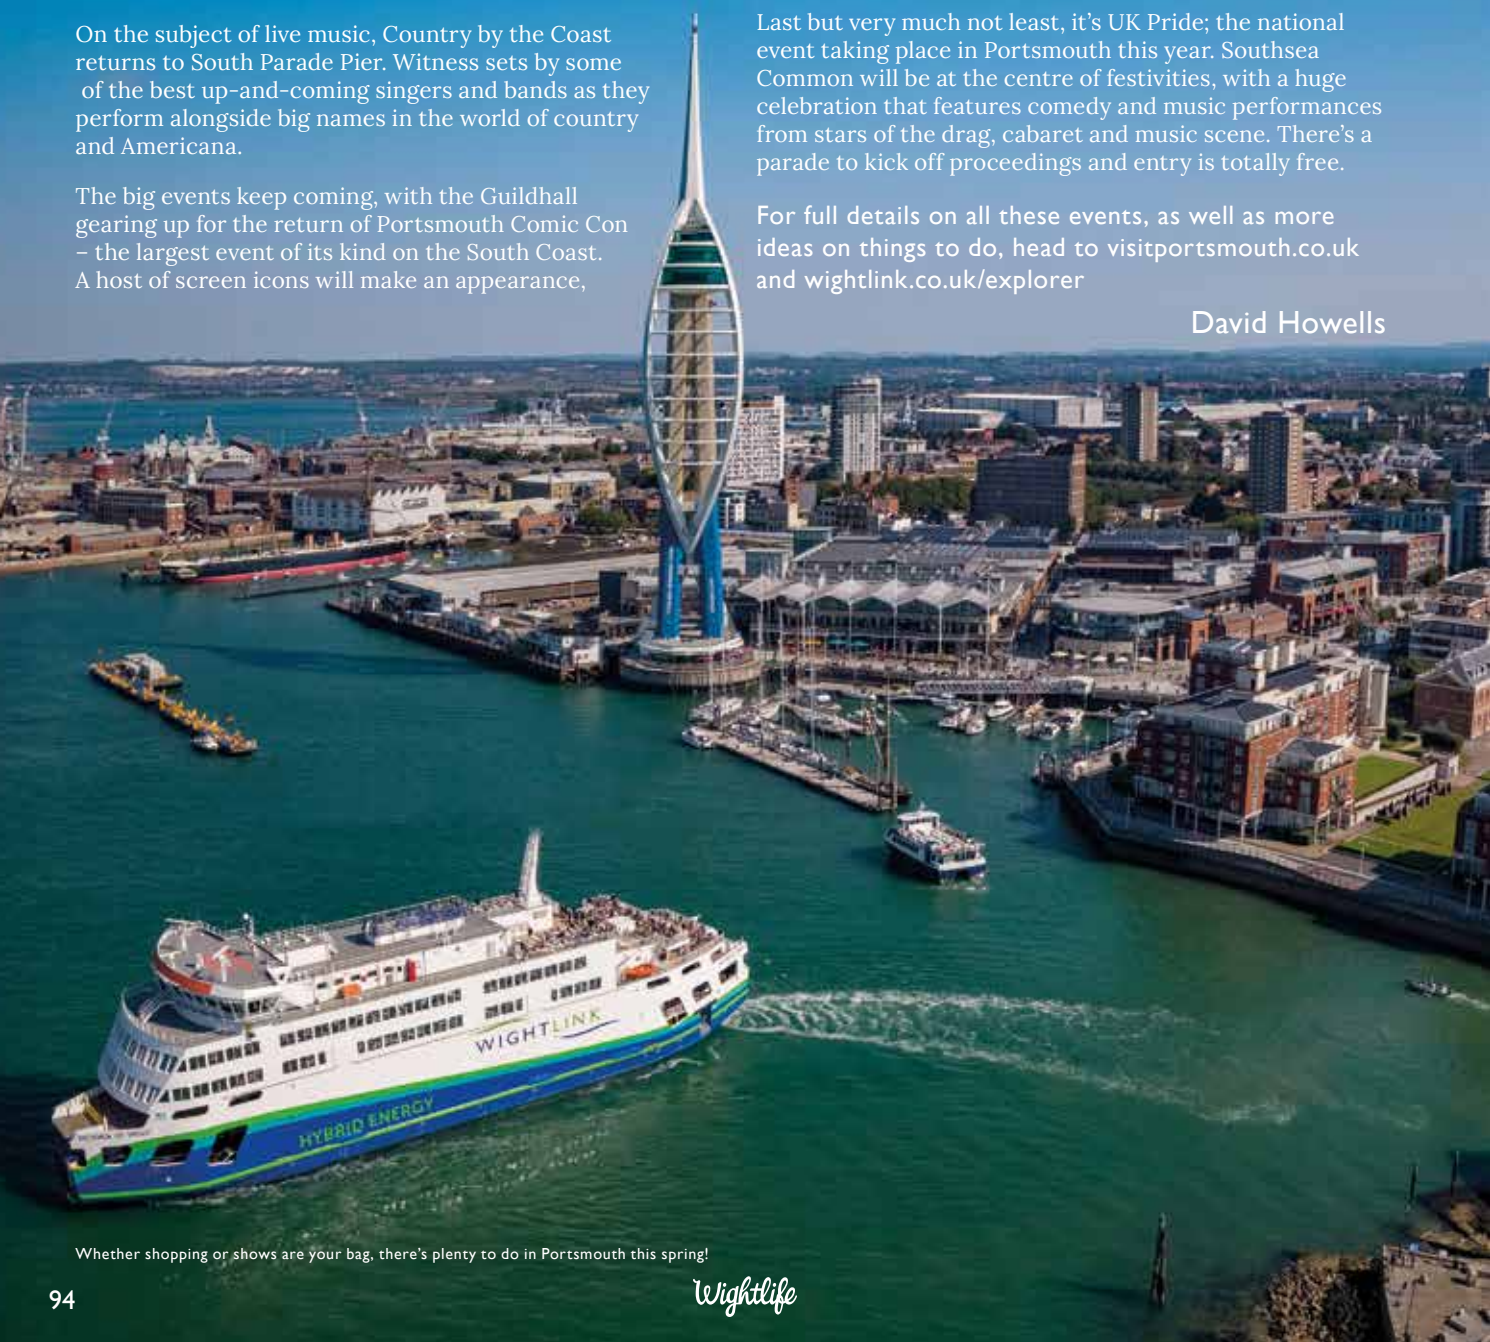 On the subject of live music, Country by the Coast
returns to South Parade Pier. Witness sets by some
of the best up-and-coming singers and bands as they
perform alongside big names in the world of country
and Americana.
The big events keep coming, with the Guildhall
gearing up for the return of Portsmouth Comic Con
– the largest event of its kind on the South Coast.
A host of screen icons will make an appearance,
Last but very much not least, it’s UK Pride; the national
event taking place in Portsmouth this year. Southsea
Common will be at the centre of festivities, with a huge
celebration that features comedy and music performances
from stars of the drag, cabaret and music scene. There’s a
parade to kick off proceedings and entry is totally free.
For full details on all these events, as well as more
ideas on things to do, head to visitportsmouth.co.uk
and wightlink.co.uk/explorer
David Howells
WIGHTLINK
HYBRID ENERGY
Whether shopping or shows are your bag, there’s plenty to do in Portsmouth this spring!
94
Wightlife